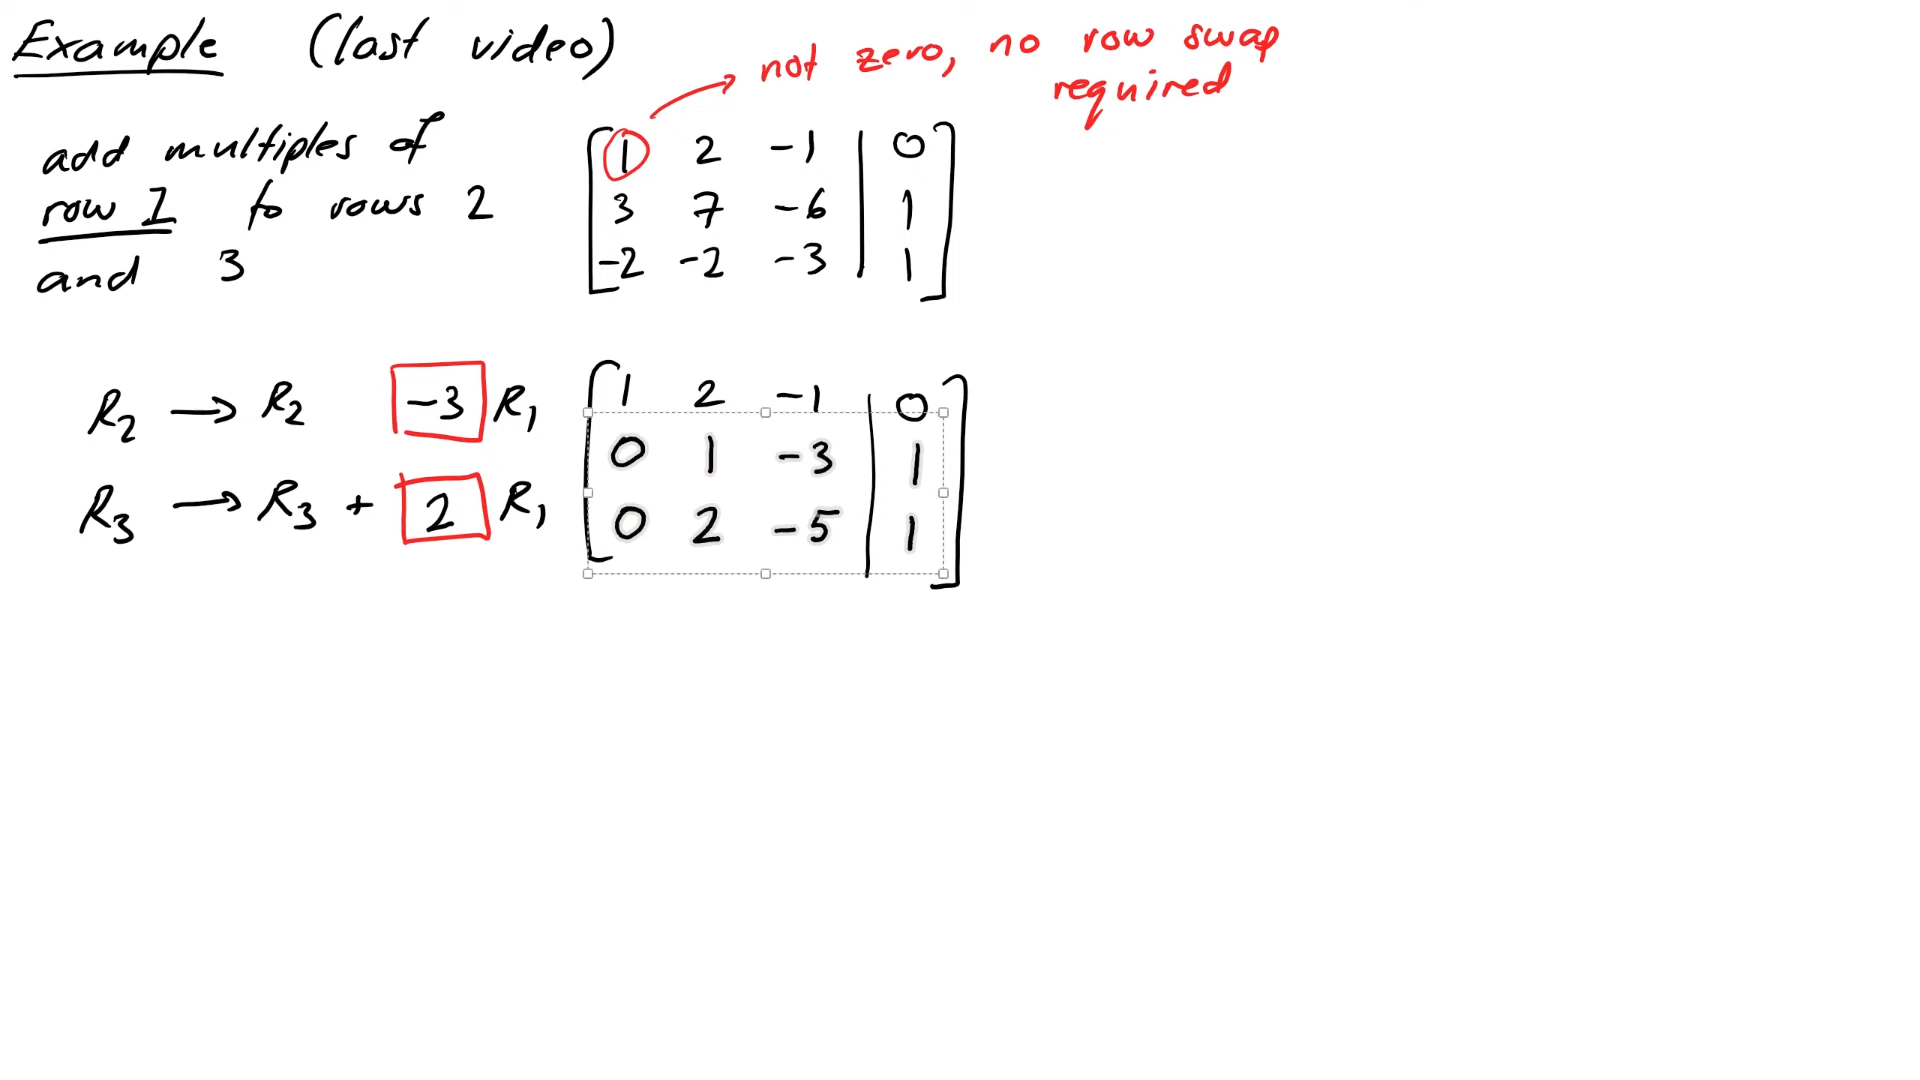 Example (last video)
not zero, no row swap
required
add multiples of
row 1 to rows 2
and 3
1 2 -1 | 0
3 7 -6 | 1
-2 -2 -3 | 1
R2 → R2 -3 R1
R3 → R3 + 2 R1
1 2 -1 | 0
0 1 -3 | 1
0 2 -5 | 1